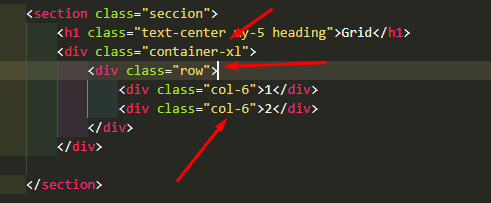 <section class="seccion">
<h1 class="text-center my-5 heading">Grid</h1>
<div class="container-xl">
<div class="row">
<div class="col-6">1</div>
<div class="col-6">2</div>
</div>
</div>
</section>